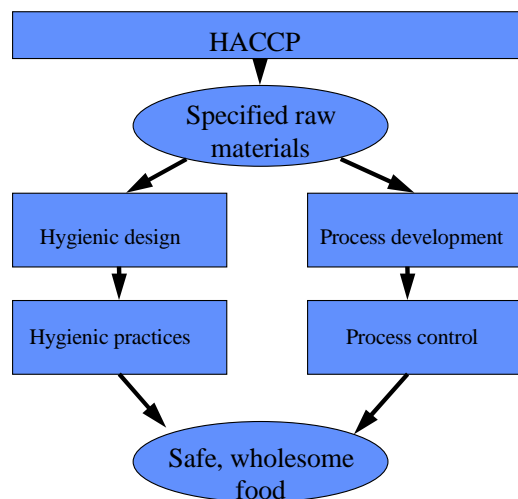 HACCP
Specified raw
materials
Hygienic design
Process development
Hygienic practices
Process control
Safe, wholesome
food